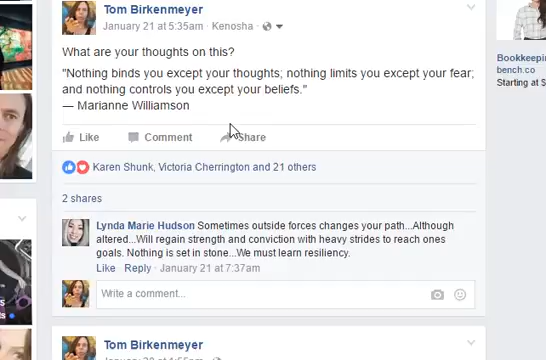 Tom Birkenmeyer
January 21 at 5:35am · Kenosha ·
What are your thoughts on this?
"Nothing binds you except your thoughts; nothing limits you except your fear;
and nothing controls you except your beliefs."
— Marianne Williamson
Like Comment Share
Karen Shunk, Victoria Cherrington and 21 others
2 shares
Lynda Marie Hudson Sometimes outside forces changes your path...Although
altered...Will regain strength and conviction with heavy strides to reach ones
goals. Nothing is set in stone...We must learn resiliency.
Like · Reply · January 21 at 7:37am
Write a comment...
Tom Birkenmeyer
bench.co
Starting at $